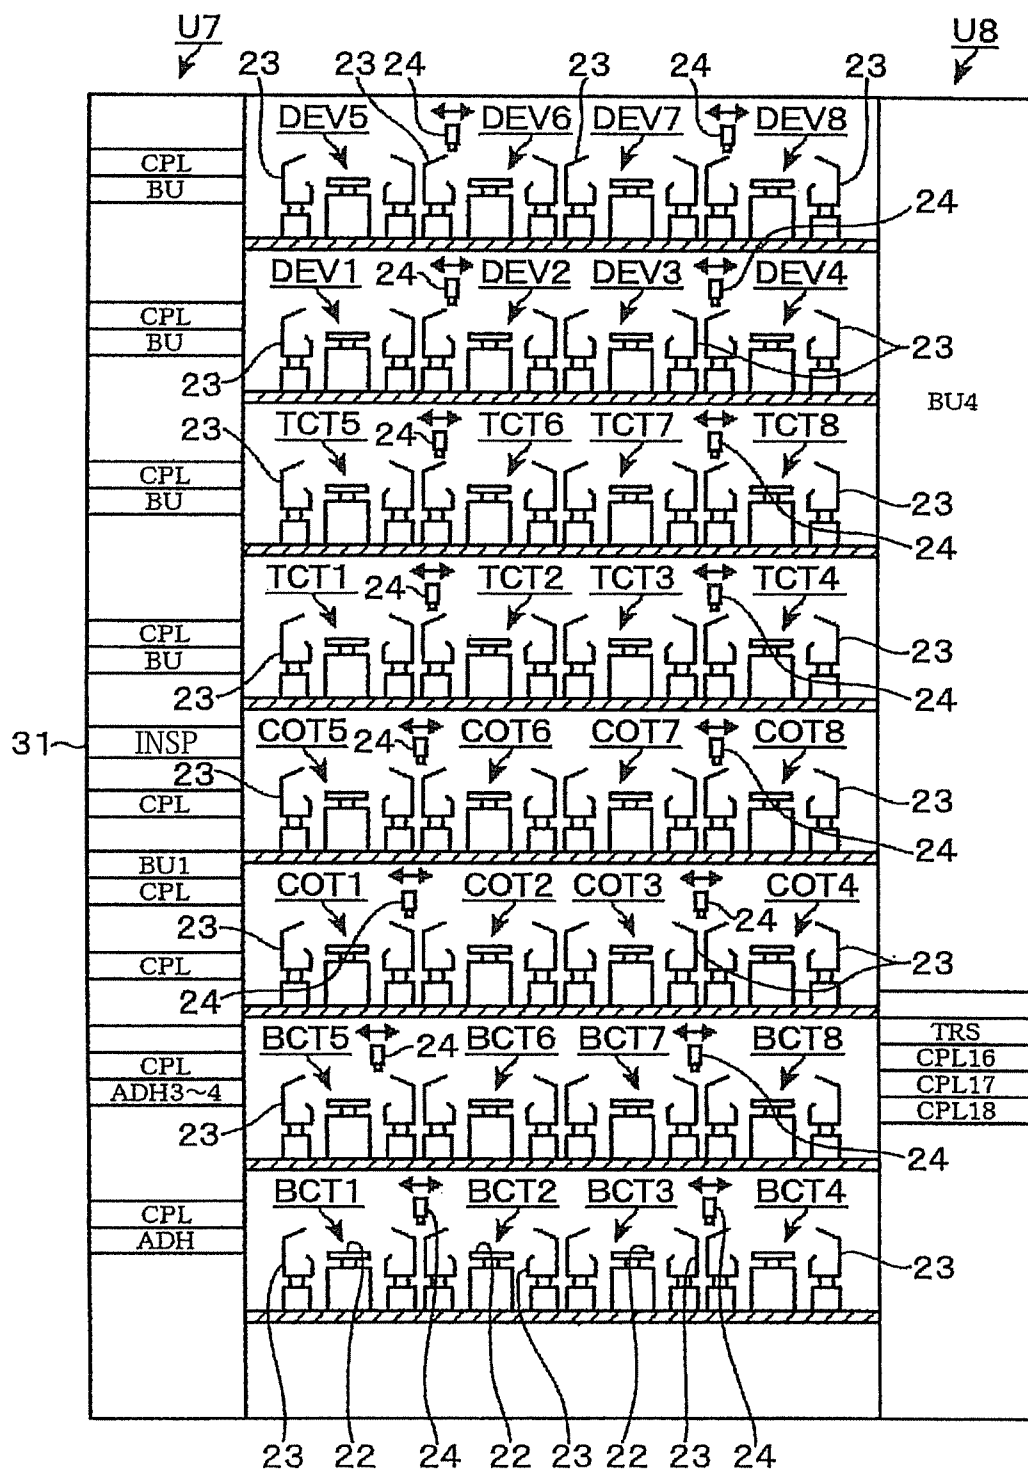 U7 U8
23 23 24 23 24 23
DEV5 DEV6 DEV7 DEV8
CPL
BU
23 23
24
DEV1 24 DEV2 DEV3 DEV4
CPL
BU
23 23
BU4
23 TCT5 24 TCT6 TCT7 TCT8
CPL
BU
23
24
TCT1 24 TCT2 TCT3 TCT4
CPL
BU
23 23
24
31 INSP COT5 24 COT6 COT7 COT8
23
CPL
23
24
BU1
CPL
COT1 COT2 COT3 COT4
23 24
CPL
23
24
BCT5 24 BCT6 BCT7 BCT8
TRS
CPL
CPL16
ADH3~4
CPL17
CPL18
23
24
BCT1 BCT2 BCT3 BCT4
CPL
ADH
23
23 22 24 22 23 22 23 24